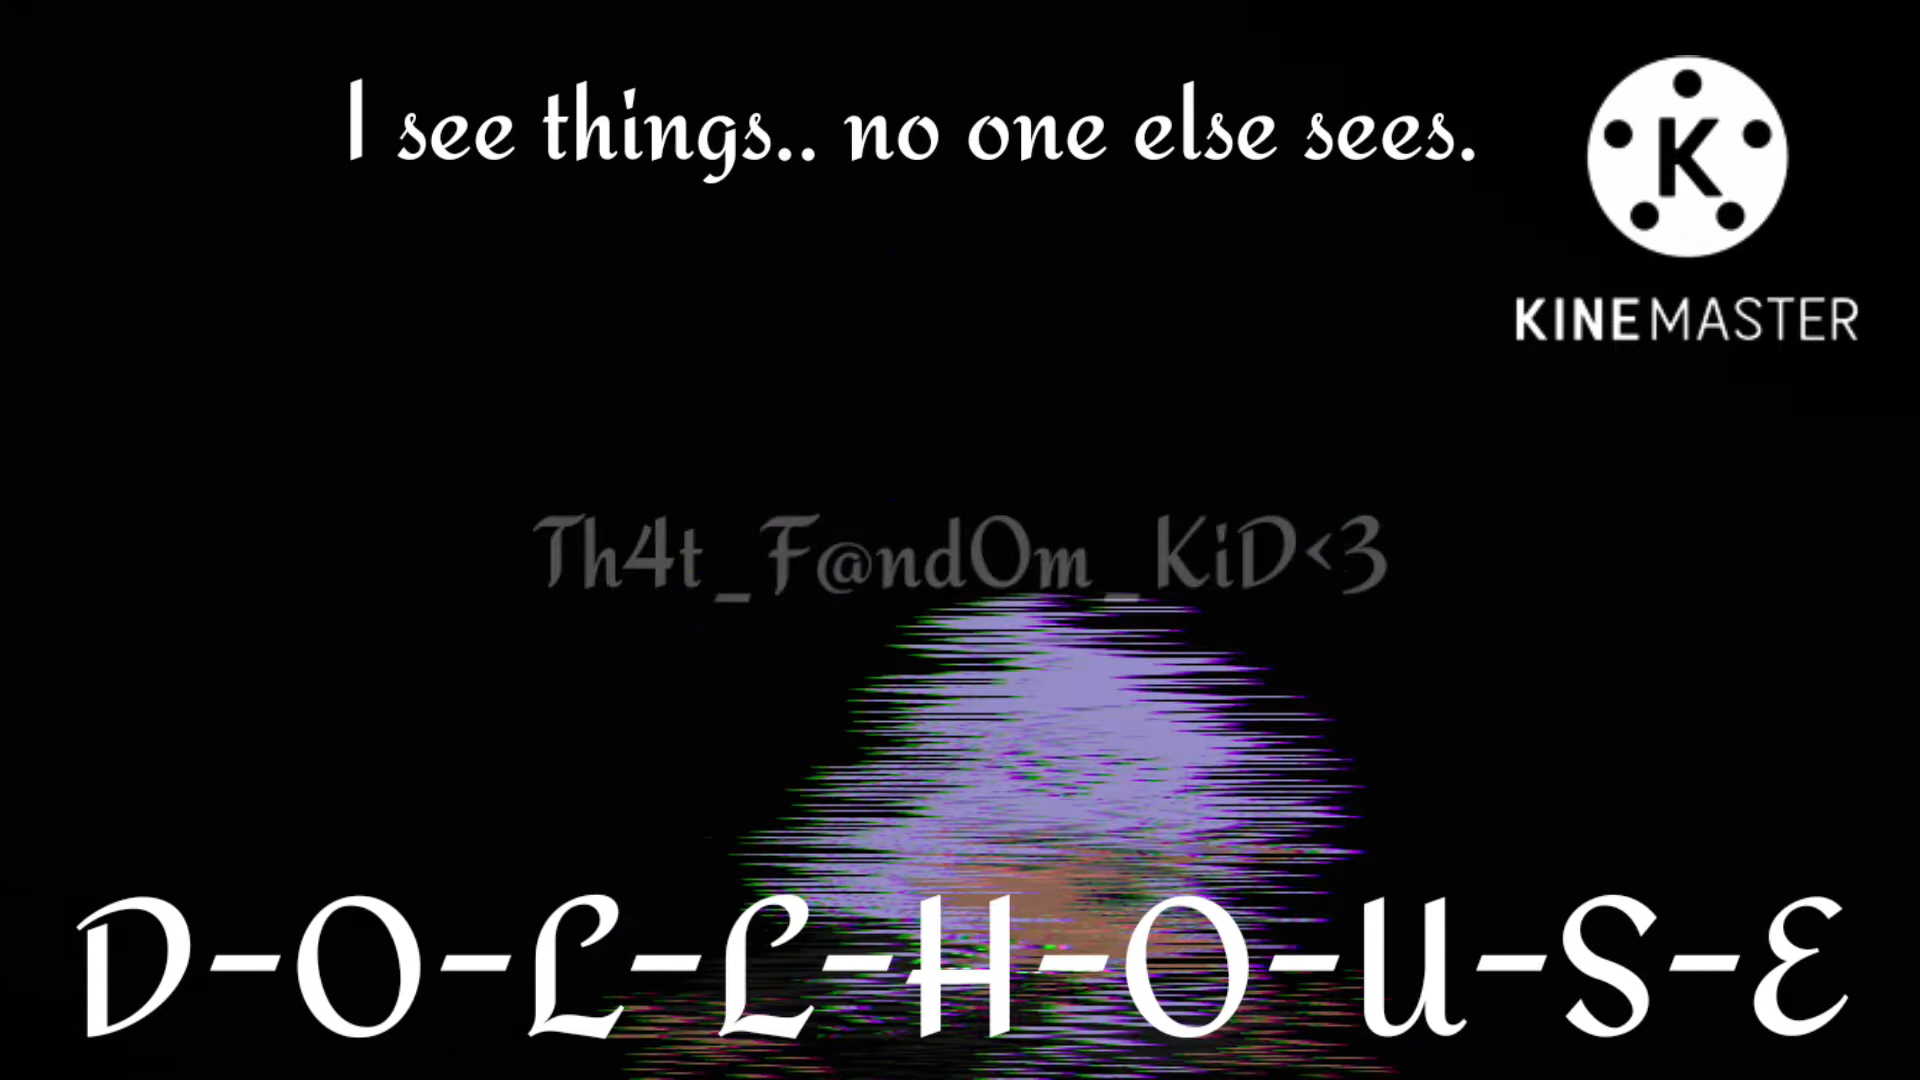 I see things.. no one else sees.
K
KINEMASTER
Th4t_F@ndOm_KiD<3
D-O-L-L-H-O-U-S-E